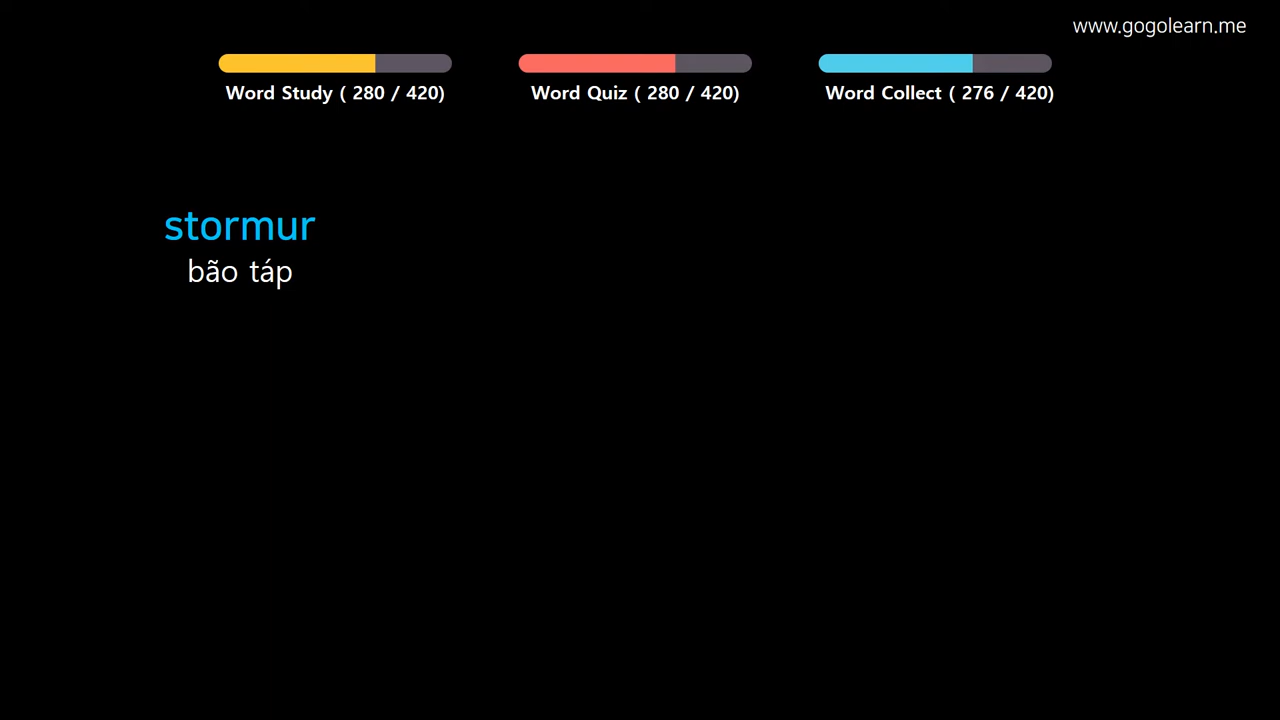 www.gogolearn.me
Word Study ( 280 / 420)
Word Quiz ( 280 / 420)
Word Collect ( 276 / 420)
stormur
bão táp